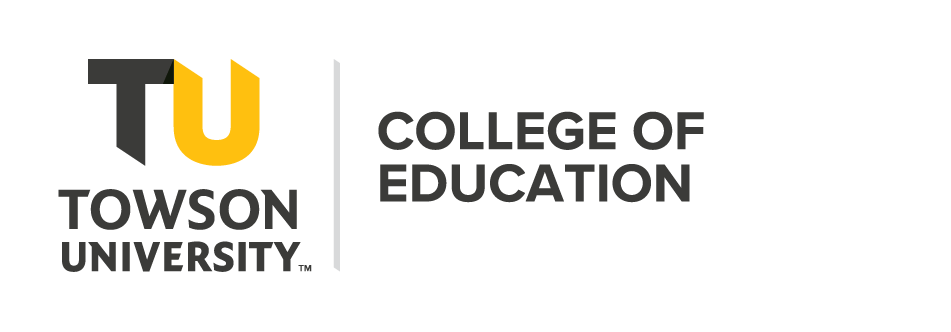 TU
TOWSON
UNIVERSITY™
COLLEGE OF
EDUCATION